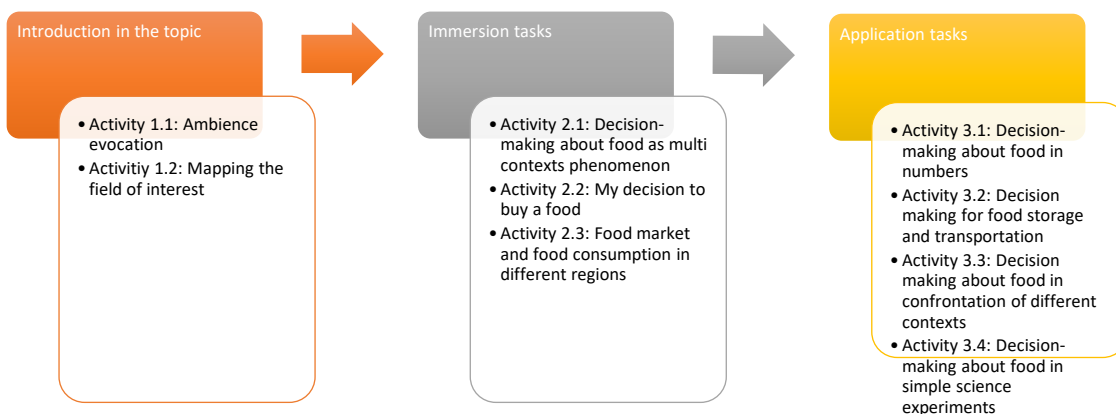 Introduction in the topic
• Activity 1.1: Ambience
evocation
• Activitiy 1.2: Mapping the
field of interest
Immersion tasks
• Activity 2.1: Decision-
making about food as multi
contexts phenomenon
• Activity 2.2: My decision to
buy a food
• Activity 2.3: Food market
and food consumption in
different regions
Application tasks
• Activity 3.1: Decision-
making about food in
numbers
• Activity 3.2: Decision
making for food storage
and transportation
• Activity 3.3: Decision
making about food in
confrontation of different
contexts
• Activity 3.4: Decision-
making about food in
simple science
experiments